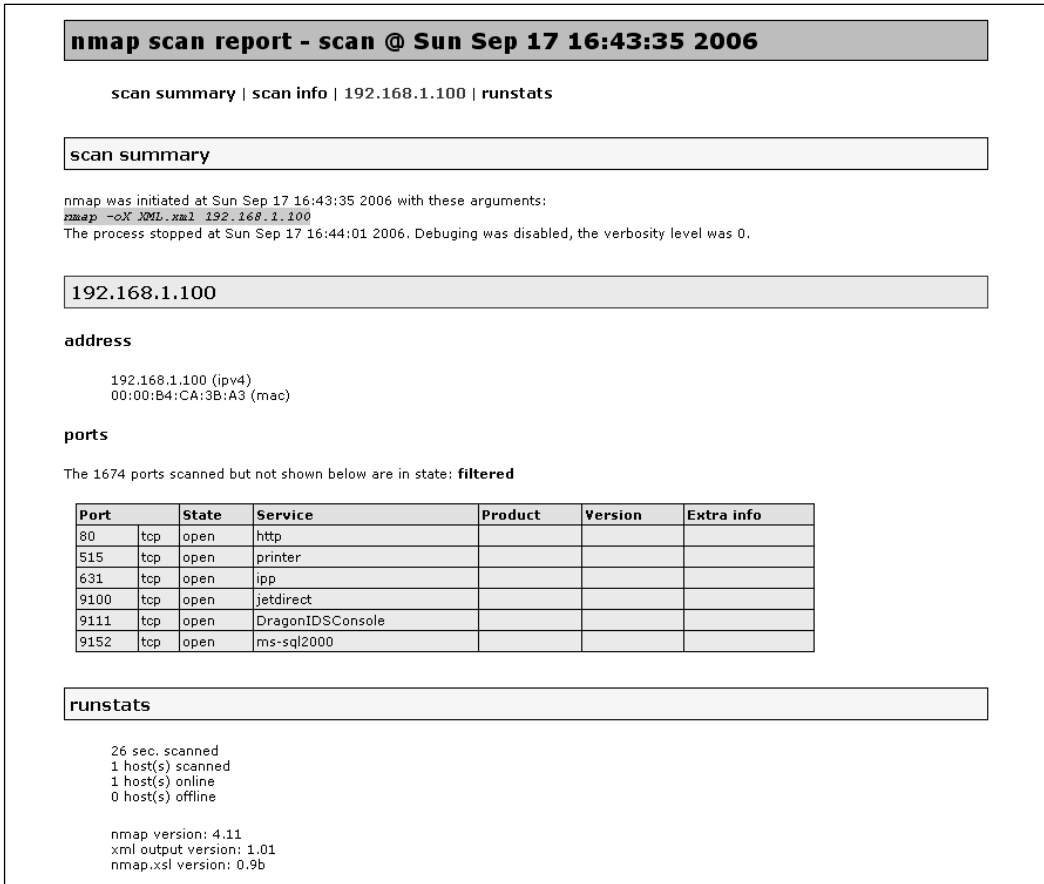 nmap scan report - scan @ Sun Sep 17 16:43:35 2006
scan summary | scan info | 192.168.1.100 | runstats
scan summary
nmap was initiated at Sun Sep 17 16:43:35 2006 with these arguments:
nmap -oX XML.xml 192.168.1.100
The process stopped at Sun Sep 17 16:44:01 2006. Debuging was disabled, the verbosity level was 0.
192.168.1.100
address
192.168.1.100 (ipv4)
00:00:B4:CA:3B:A3 (mac)
ports
The 1674 ports scanned but not shown below are in state: filtered
Port State Service Product Version Extra info
80 tcp open http
515 tcp open printer
631 tcp open ipp
9100 tcp open jetdirect
9111 tcp open DragonIDSConsole
9152 tcp open ms-sql2000
runstats
26 sec. scanned
1 host(s) scanned
1 host(s) online
0 host(s) offline
nmap version: 4.11
xml output version: 1.01
nmap.xsl version: 0.9b